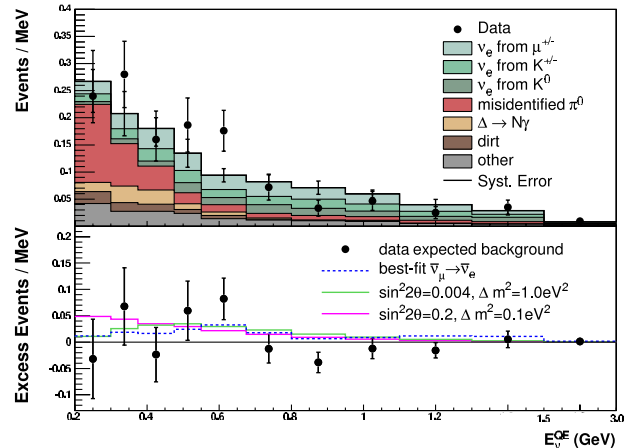 Events / MeV
0.4
0.35
0.3
0.25
0.2
0.15
0.1
0.05
Data
νe from μ+/-
νe from K+/-
νe from K0
misidentified π0
Δ → Nγ
dirt
other
Syst. Error
Excess Events / MeV
0.2
0.15
0.1
0.05
0
-0.05
-0.1
data expected background
best-fit ν̄μ→ν̄e
sin²2θ=0.004, Δ m²=1.0eV²
sin²2θ=0.2, Δ m²=0.1eV²
0.2 0.4 0.6 0.8 1.0 1.2 1.5 3.0
EνQE (GeV)